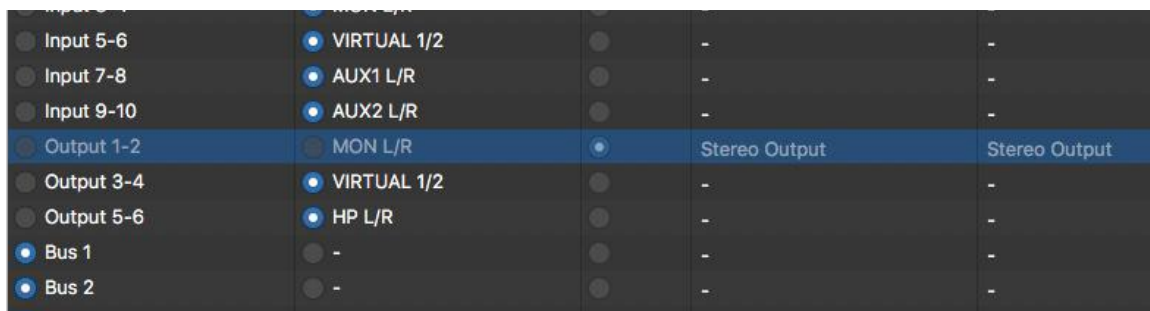 Input 5-6 VIRTUAL 1/2 - -
Input 7-8 AUX1 L/R - -
Input 9-10 AUX2 L/R - -
Output 1-2 MON L/R Stereo Output Stereo Output
Output 3-4 VIRTUAL 1/2 - -
Output 5-6 HP L/R - -
Bus 1 - - -
Bus 2 - - -